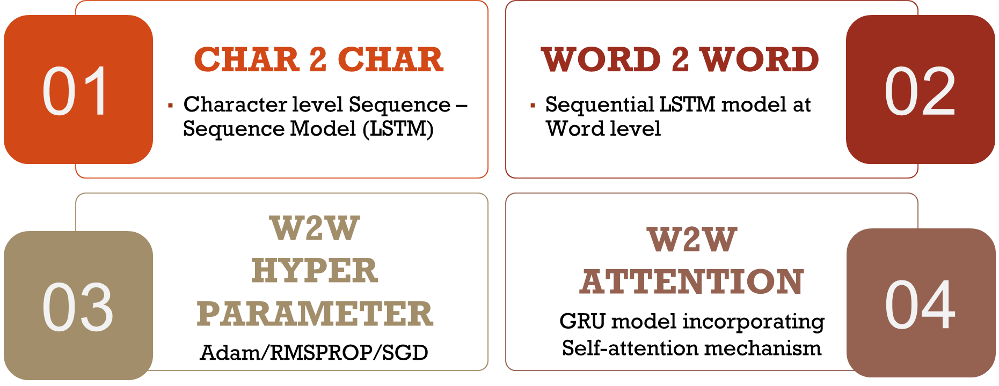 01
CHAR 2 CHAR
▪ Character level Sequence –
Sequence Model (LSTM)
WORD 2 WORD
▪ Sequential LSTM model at
Word level
02
03
W2W
HYPER
PARAMETER
Adam/RMSPROP/SGD
W2W
ATTENTION
GRU model incorporating
Self-attention mechanism
04